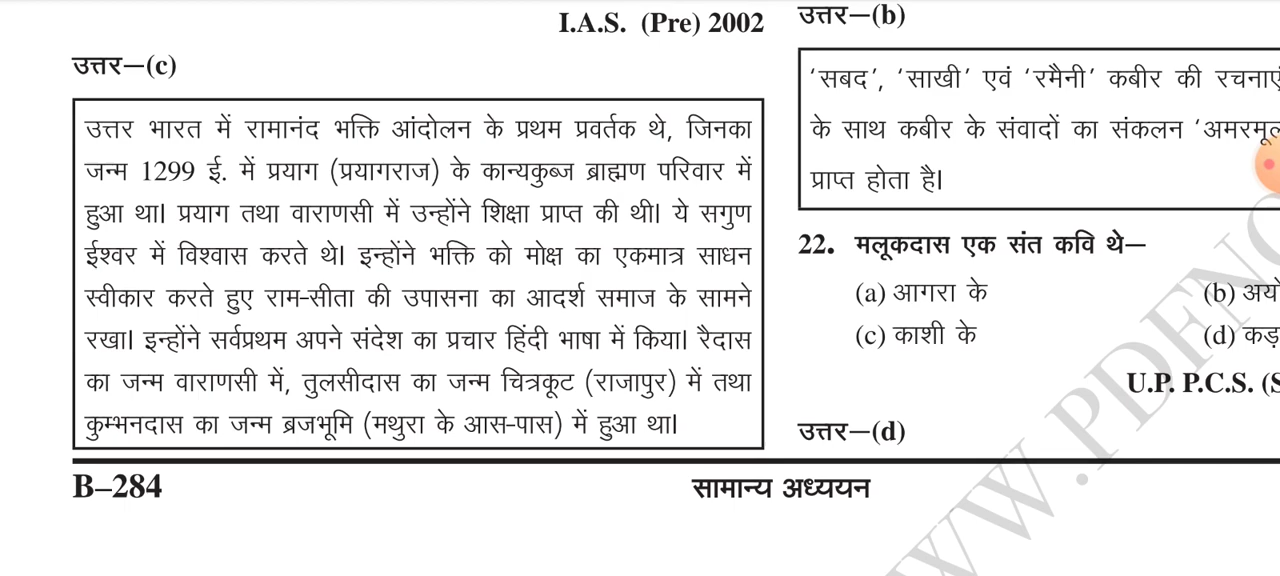 I.A.S. (Pre) 2002
उत्तर—(c)
उत्तर भारत में रामानंद भक्ति आंदोलन के प्रथम प्रवर्तक थे, जिनका
जन्म 1299 ई. में प्रयाग (प्रयागराज) के कान्यकुब्ज ब्राह्मण परिवार में
हुआ था। प्रयाग तथा वाराणसी में उन्होंने शिक्षा प्राप्त की थी। ये सगुण
ईश्वर में विश्वास करते थे। इन्होंने भक्ति को मोक्ष का एकमात्र साधन
स्वीकार करते हुए राम-सीता की उपासना का आदर्श समाज के सामने
रखा। इन्होंने सर्वप्रथम अपने संदेश का प्रचार हिंदी भाषा में किया। रैदास
का जन्म वाराणसी में, तुलसीदास का जन्म चित्रकूट (राजापुर) में तथा
कुम्भनदास का जन्म ब्रजभूमि (मथुरा के आस-पास) में हुआ था।
उत्तर—(b)
‘सबद’, ‘साखी’ एवं ‘रमैनी’ कबीर की रचनाएं
के साथ कबीर के संवादों का संकलन
प्राप्त होता है।
22. मलूकदास एक संत कवि थे—
(a) आगरा के
(b)
(c) काशी के
(d)
U.P. P.C.S.
उत्तर—(d)
B–284
सामान्य अध्ययन